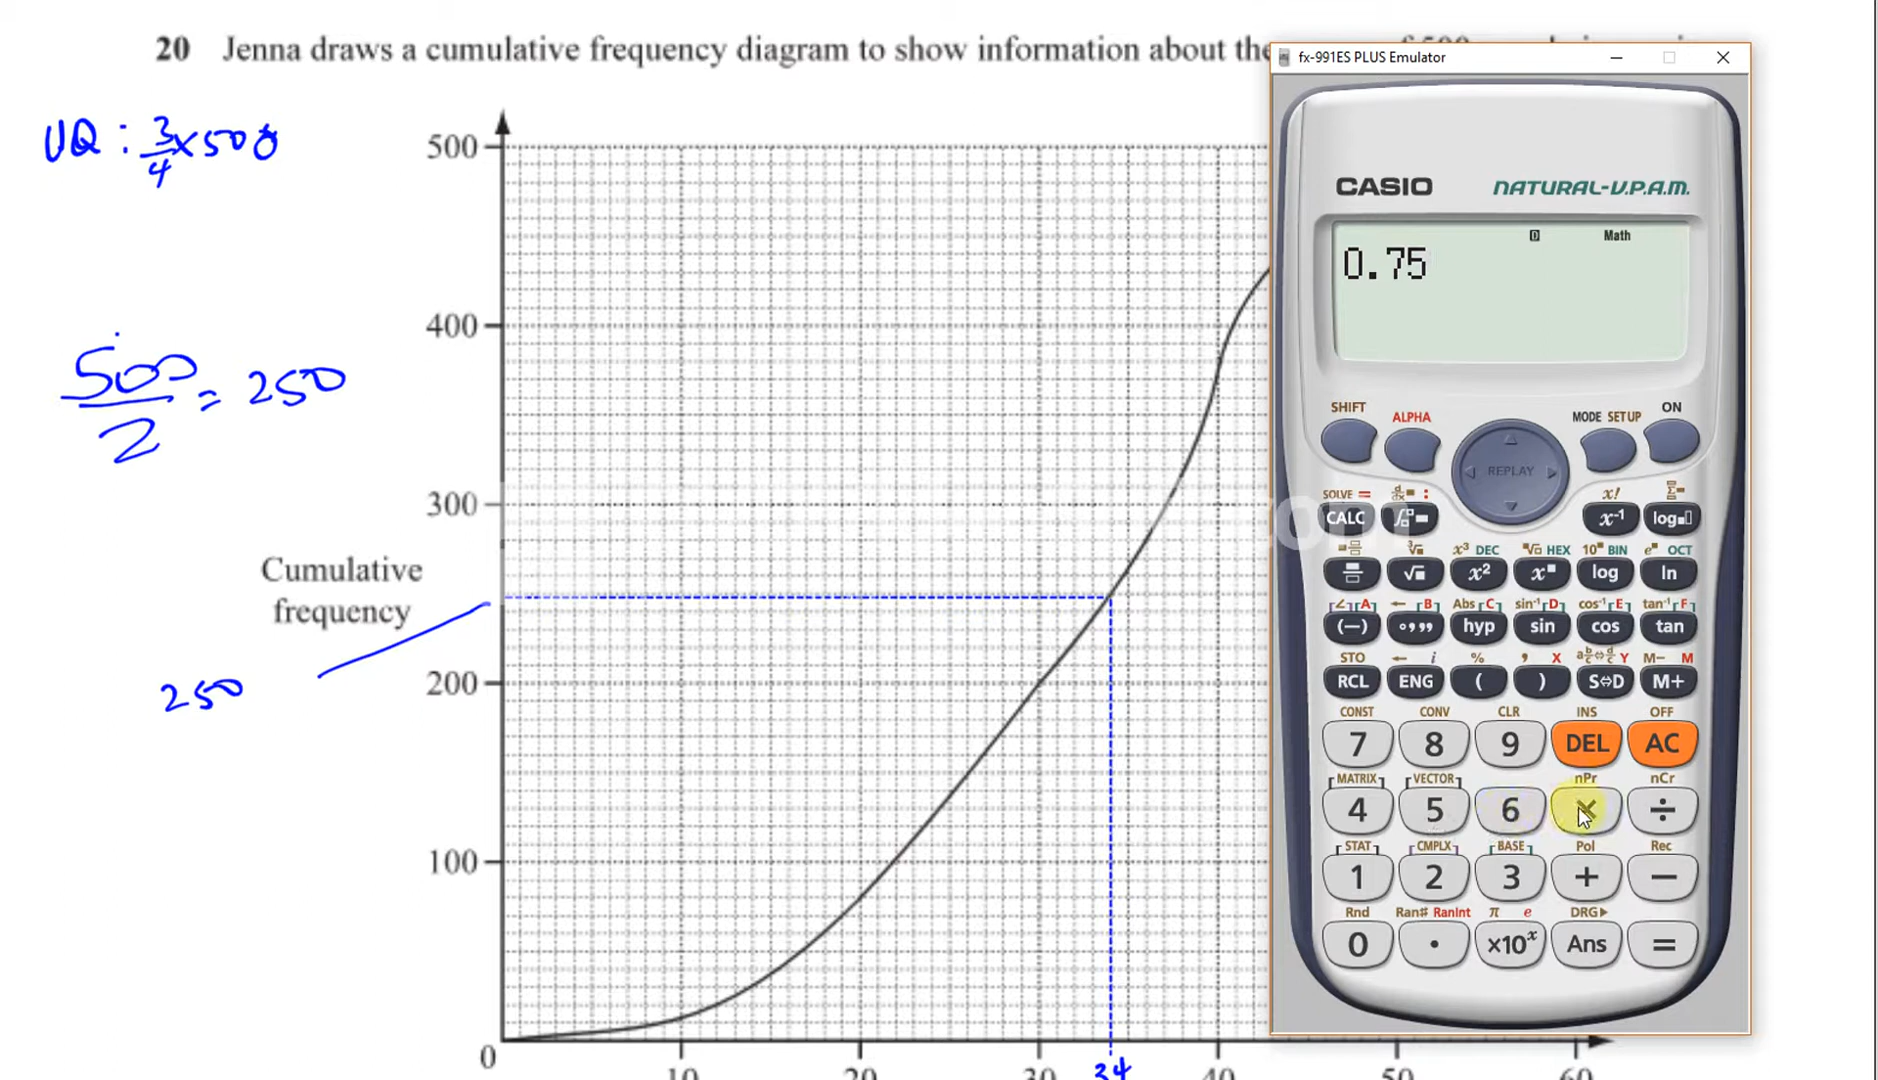 20 Jenna draws a cumulative frequency diagram to show information about the
fx-991ES PLUS Emulator
UQ : 3/4 × 500
500/2 = 250
250
500
400
300
200
100
0
Cumulative
frequency
10 20 30 34 40 50 60
CASIO NATURAL-V.P.A.M.
D Math
0.75
SHIFT ALPHA MODE SETUP ON
REPLAY
SOLVE = : x! Σ
CALC ∫ x⁻¹ log
³√ x³ DEC HEX 10 BIN e OCT
√ x² x log ln
∠ A ← B Abs C sin⁻¹ D cos⁻¹ E tan⁻¹ F
(−) °,,, hyp sin cos tan
STO ← i % , X a b/c⇔d/c Y M− M
RCL ENG ( ) S⇔D M+
CONST CONV CLR INS OFF
7 8 9 DEL AC
MATRIX VECTOR nPr nCr
4 5 6 × ÷
STAT CMPLX BASE Pol Rec
1 2 3 + −
Rnd Ran# RanInt π e DRG▶
0 . ×10ˣ Ans =
com